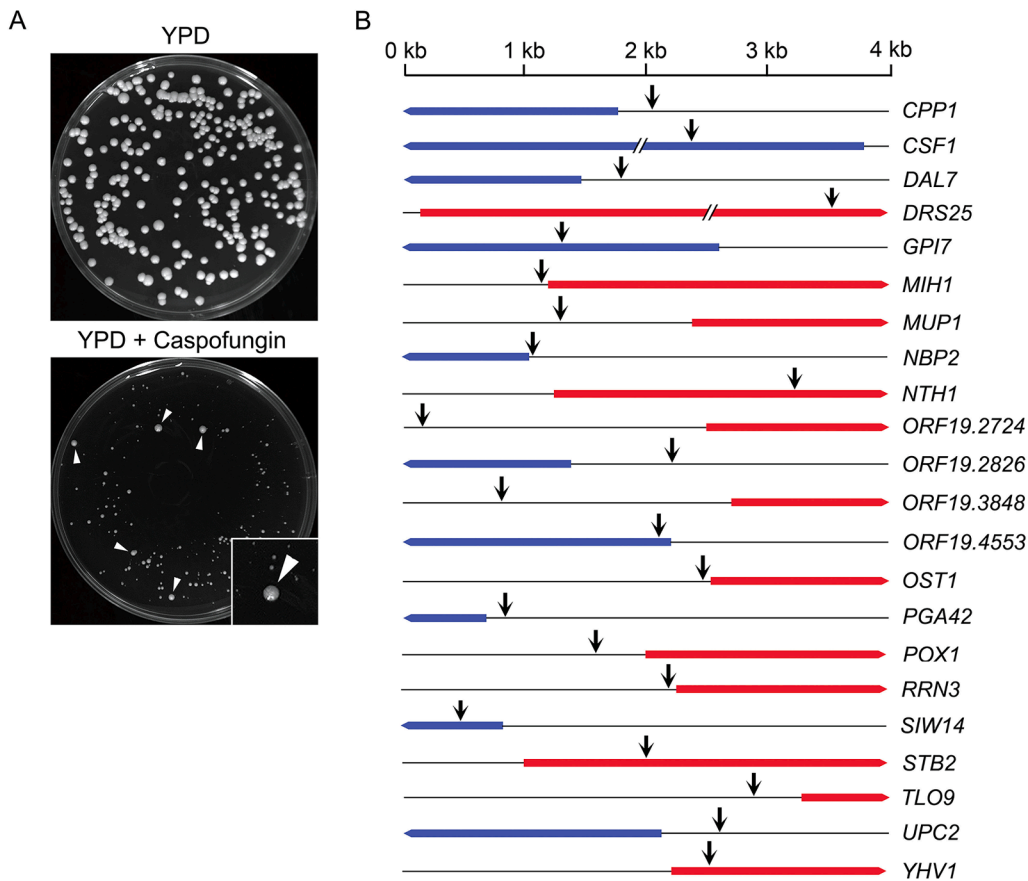 A
YPD
YPD + Caspofungin
B
0 kb 1 kb 2 kb 3 kb 4 kb
CPP1
CSF1
DAL7
DRS25
GPI7
MIH1
MUP1
NBP2
NTH1
ORF19.2724
ORF19.2826
ORF19.3848
ORF19.4553
OST1
PGA42
POX1
RRN3
SIW14
STB2
TLO9
UPC2
YHV1